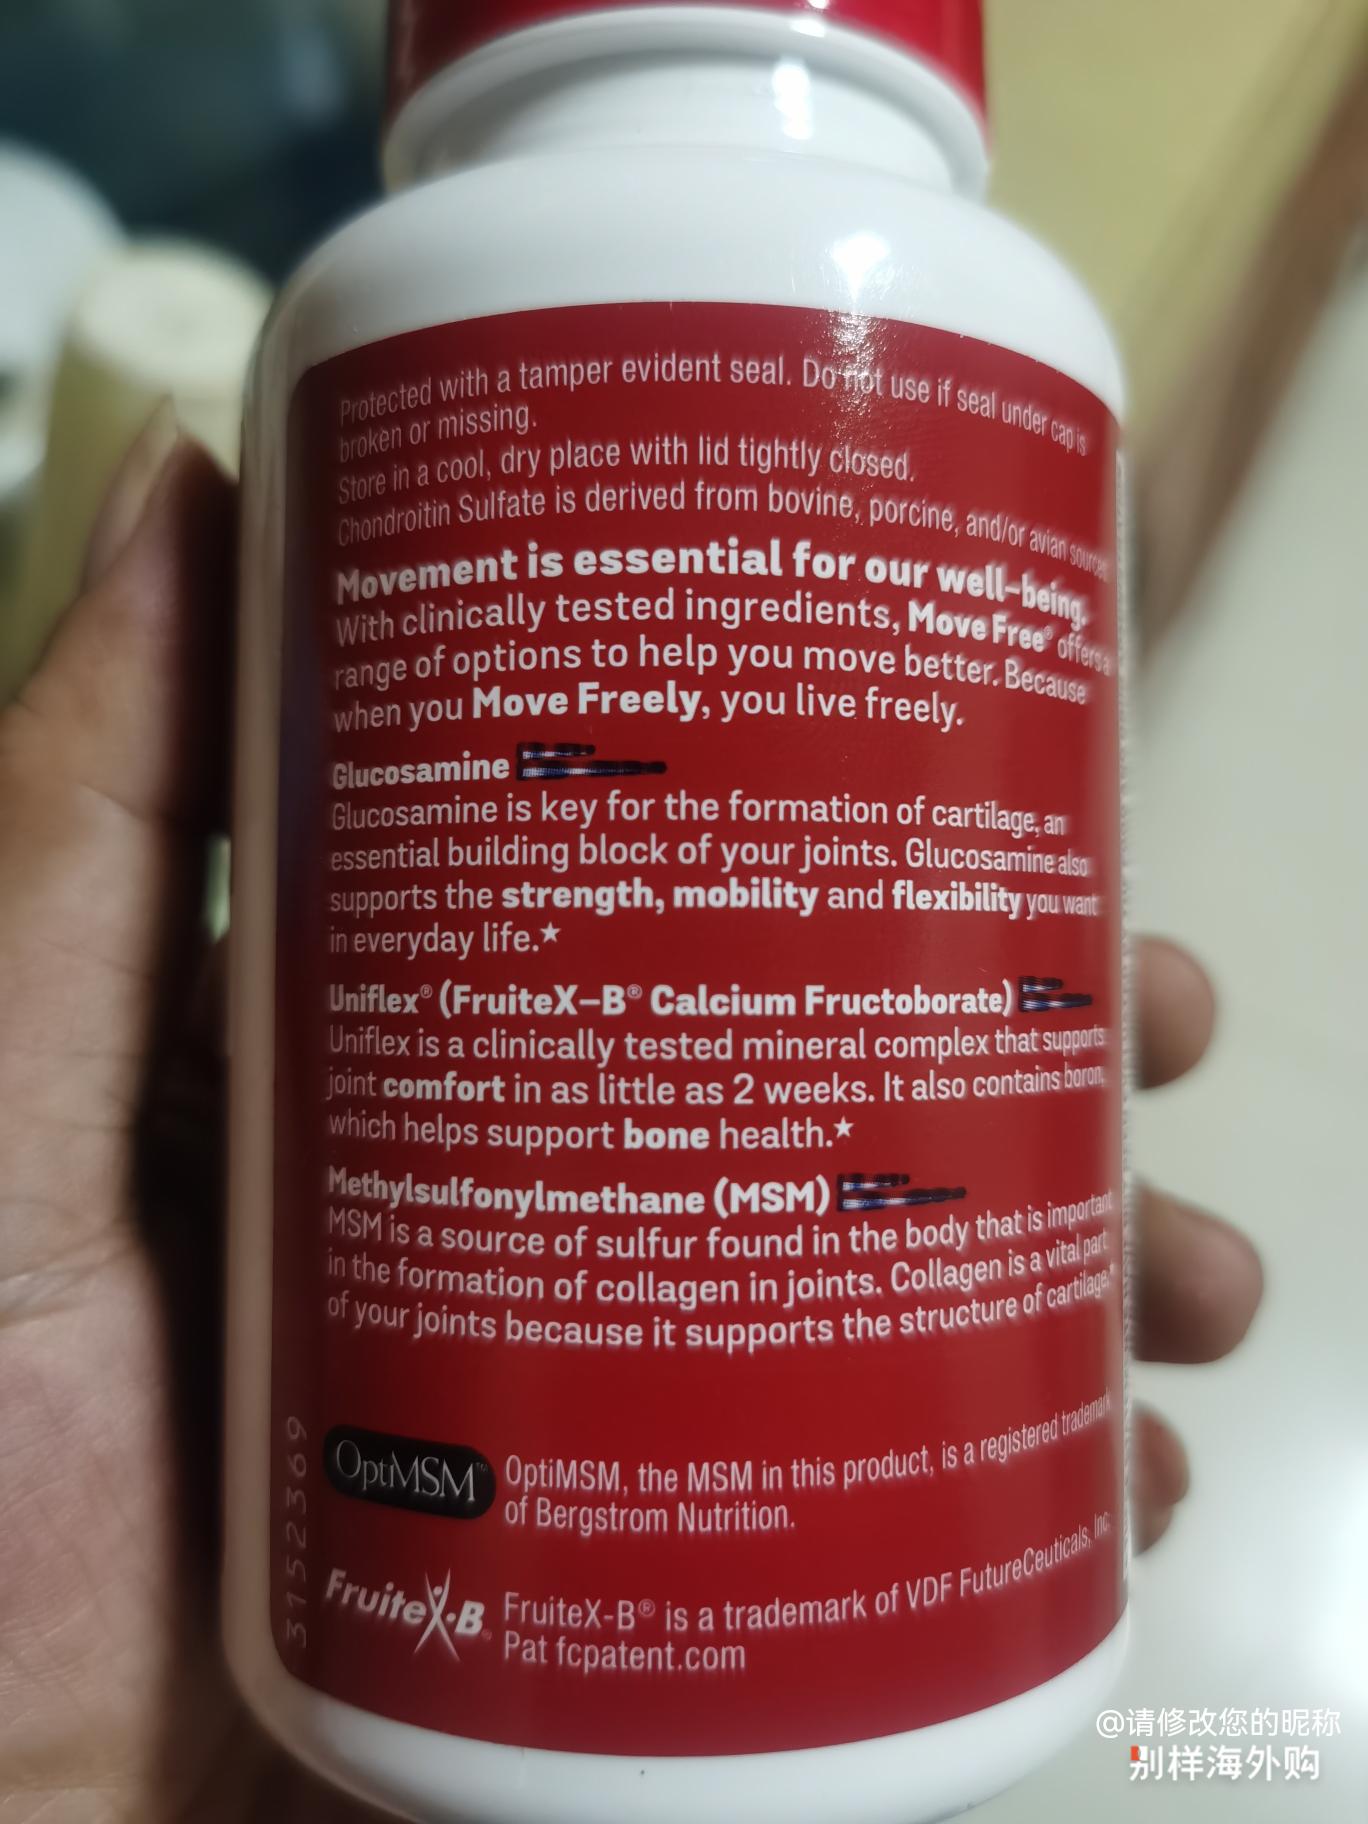 Protected with a tamper evident seal. Do not use if seal under cap is
broken or missing.
Store in a cool, dry place with lid tightly closed.
Chondroitin Sulfate is derived from bovine, porcine, and/or avian sources
Movement is essential for our well-being.
With clinically tested ingredients, Move Free® offers a
range of options to help you move better. Because
when you Move Freely, you live freely.
Glucosamine
Glucosamine is key for the formation of cartilage, an
essential building block of your joints. Glucosamine also
supports the strength, mobility and flexibility you want
in everyday life.★
Uniflex® (FruiteX-B® Calcium Fructoborate)
Uniflex is a clinically tested mineral complex that supports
joint comfort in as little as 2 weeks. It also contains boron,
which helps support bone health.★
Methylsulfonylmethane (MSM)
MSM is a source of sulfur found in the body that is important
in the formation of collagen in joints. Collagen is a vital part
of your joints because it supports the structure of cartilage.★
OptiMSM™
OptiMSM, the MSM in this product, is a registered trademark
of Bergstrom Nutrition.
FruiteX-B®
FruiteX-B® is a trademark of VDF FutureCeuticals, Inc.
Pat fcpatent.com
3152369
@请修改您的昵称
别样海外购